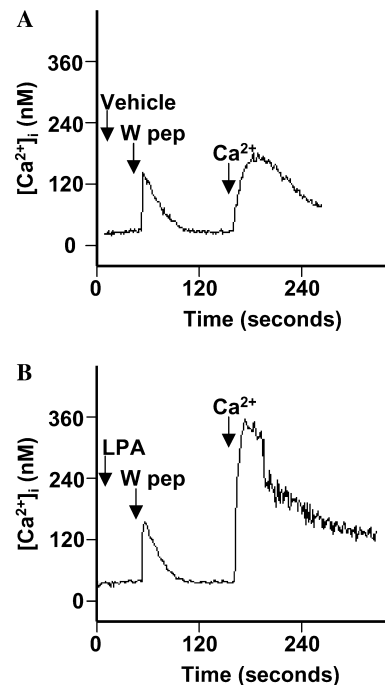 A
[Ca²⁺]ᵢ (nM)
360
240
120
0
Vehicle
W pep
Ca²⁺
0
120
240
Time (seconds)
B
[Ca²⁺]ᵢ (nM)
360
240
120
0
LPA
W pep
Ca²⁺
0
120
240
Time (seconds)